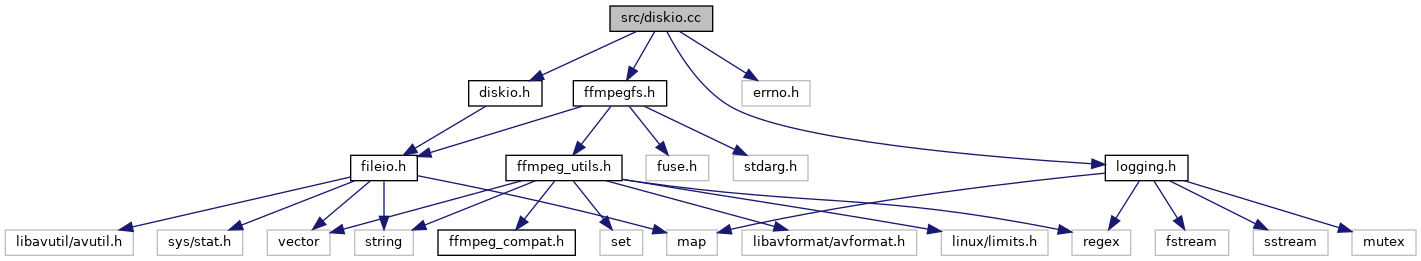 src/diskio.cc
diskio.h
ffmpegfs.h
errno.h
fileio.h
ffmpeg_utils.h
fuse.h
stdarg.h
logging.h
libavutil/avutil.h
sys/stat.h
vector
string
ffmpeg_compat.h
set
map
libavformat/avformat.h
linux/limits.h
regex
fstream
sstream
mutex